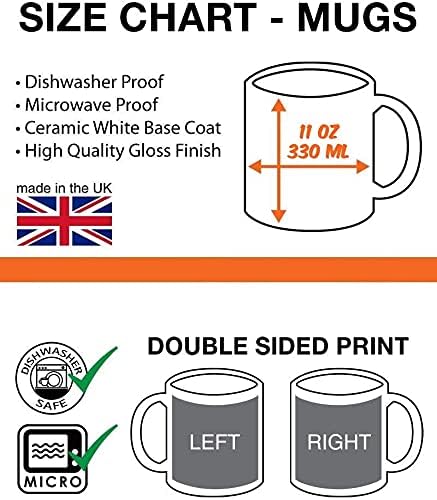 SIZE CHART - MUGS
• Dishwasher Proof
• Microwave Proof
• Ceramic White Base Coat
• High Quality Gloss Finish
11 OZ
330 ML
made in the UK
DISHWASHER
SAFE
MICRO
DOUBLE SIDED PRINT
LEFT
RIGHT